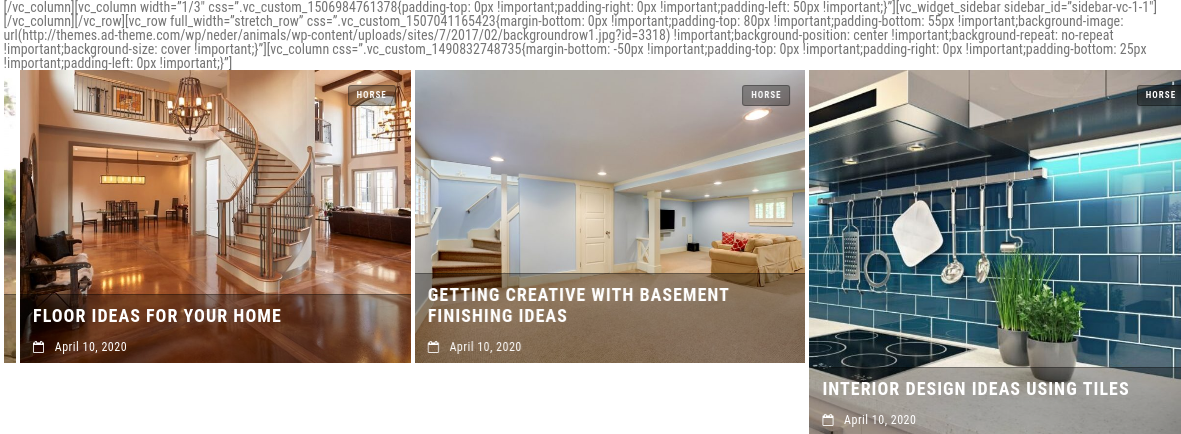 [/vc_column][vc_column width="1/3" css=".vc_custom_1506984761378{padding-top: 0px !important;padding-right: 0px !important;padding-left: 50px !important;}"][vc_widget_sidebar sidebar_id="sidebar-vc-1-1"]
[/vc_column][/vc_row][vc_row full_width="stretch_row" css=".vc_custom_1507041165423{margin-bottom: 0px !important;padding-top: 80px !important;padding-bottom: 55px !important;background-image:
url(http://themes.ad-theme.com/wp/neder/animals/wp-content/uploads/sites/7/2017/02/backgroundrow1.jpg?id=3318) !important;background-position: center !important;background-repeat: no-repeat
!important;background-size: cover !important;}"][vc_column css=".vc_custom_1490832748735{margin-bottom: -50px !important;padding-top: 0px !important;padding-right: 0px !important;padding-bottom: 25px
!important;padding-left: 0px !important;}"]
HORSE
FLOOR IDEAS FOR YOUR HOME
April 10, 2020
HORSE
GETTING CREATIVE WITH BASEMENT
FINISHING IDEAS
April 10, 2020
HORSE
INTERIOR DESIGN IDEAS USING TILES
April 10, 2020